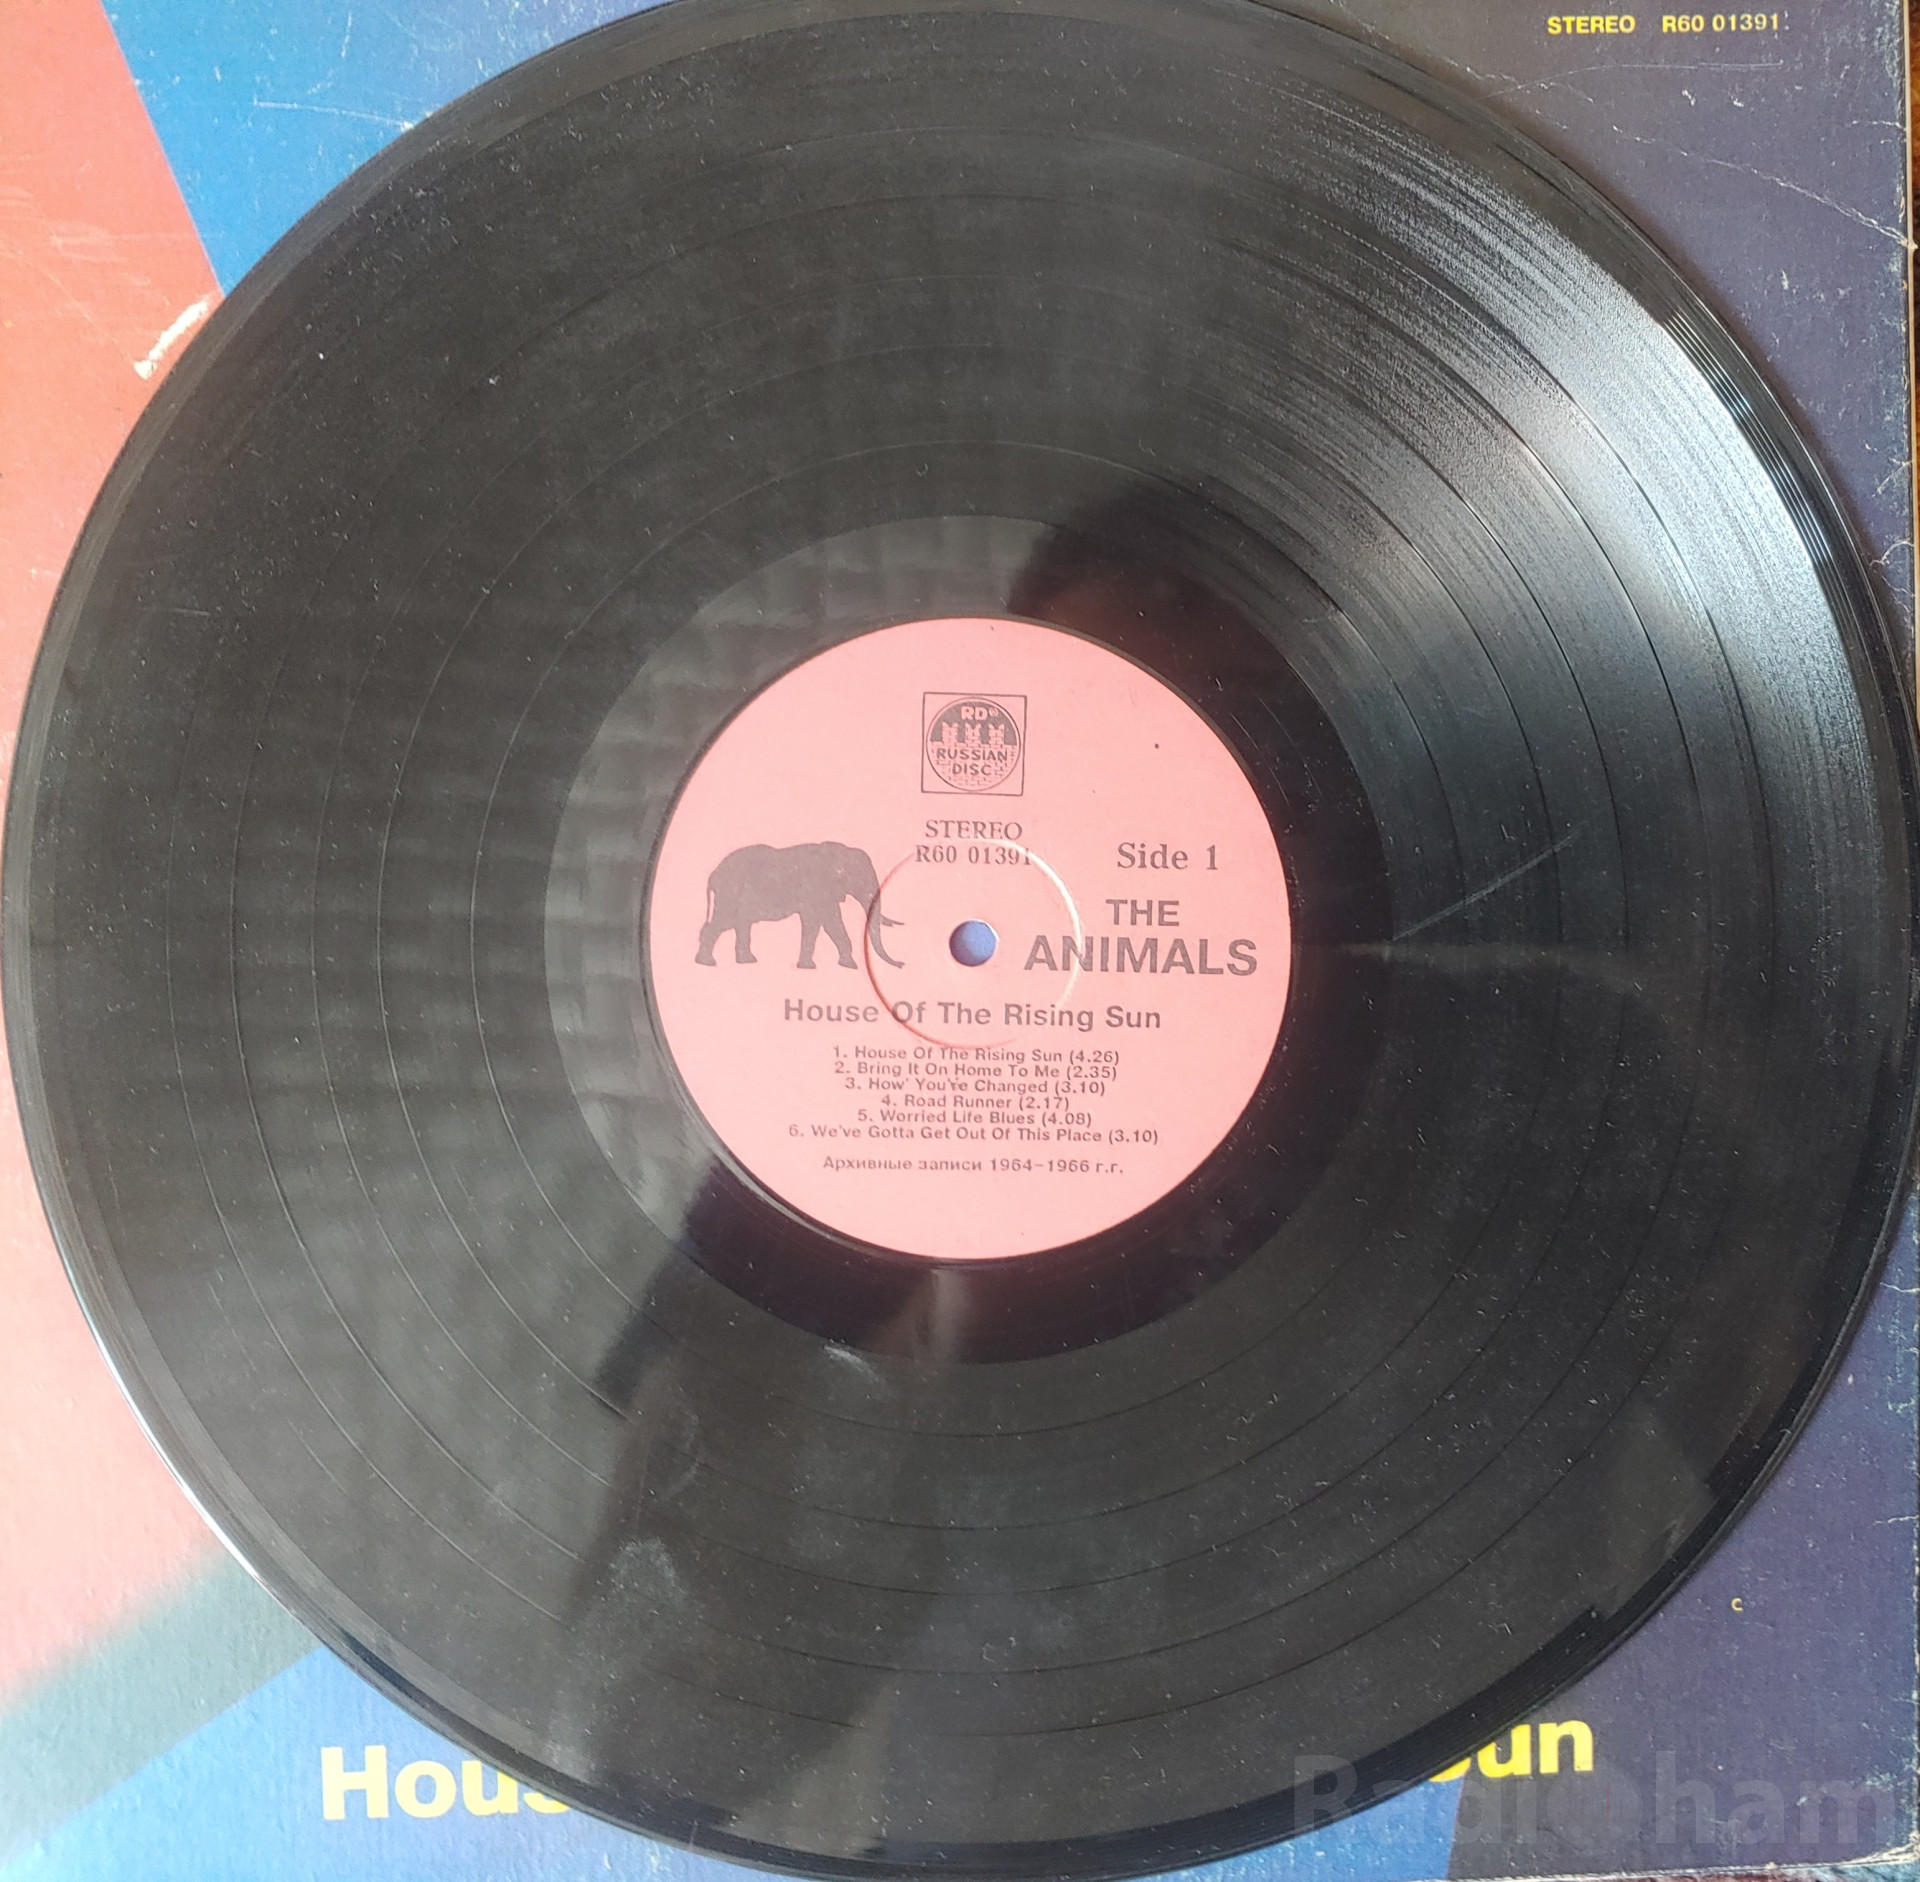 STEREO R60 01391
RD®
RUSSIAN
DISC
STEREO
R60 01391
Side 1
THE
ANIMALS
House Of The Rising Sun
1. House Of The Rising Sun (4.26)
2. Bring It On Home To Me (2.35)
3. How' You're Changed (3.10)
4. Road Runner (2.17)
5. Worried Life Blues (4.08)
6. We've Gotta Get Out Of This Place (3.10)
Архивные записи 1964-1966 г.г.
c
Hous un
Radioham